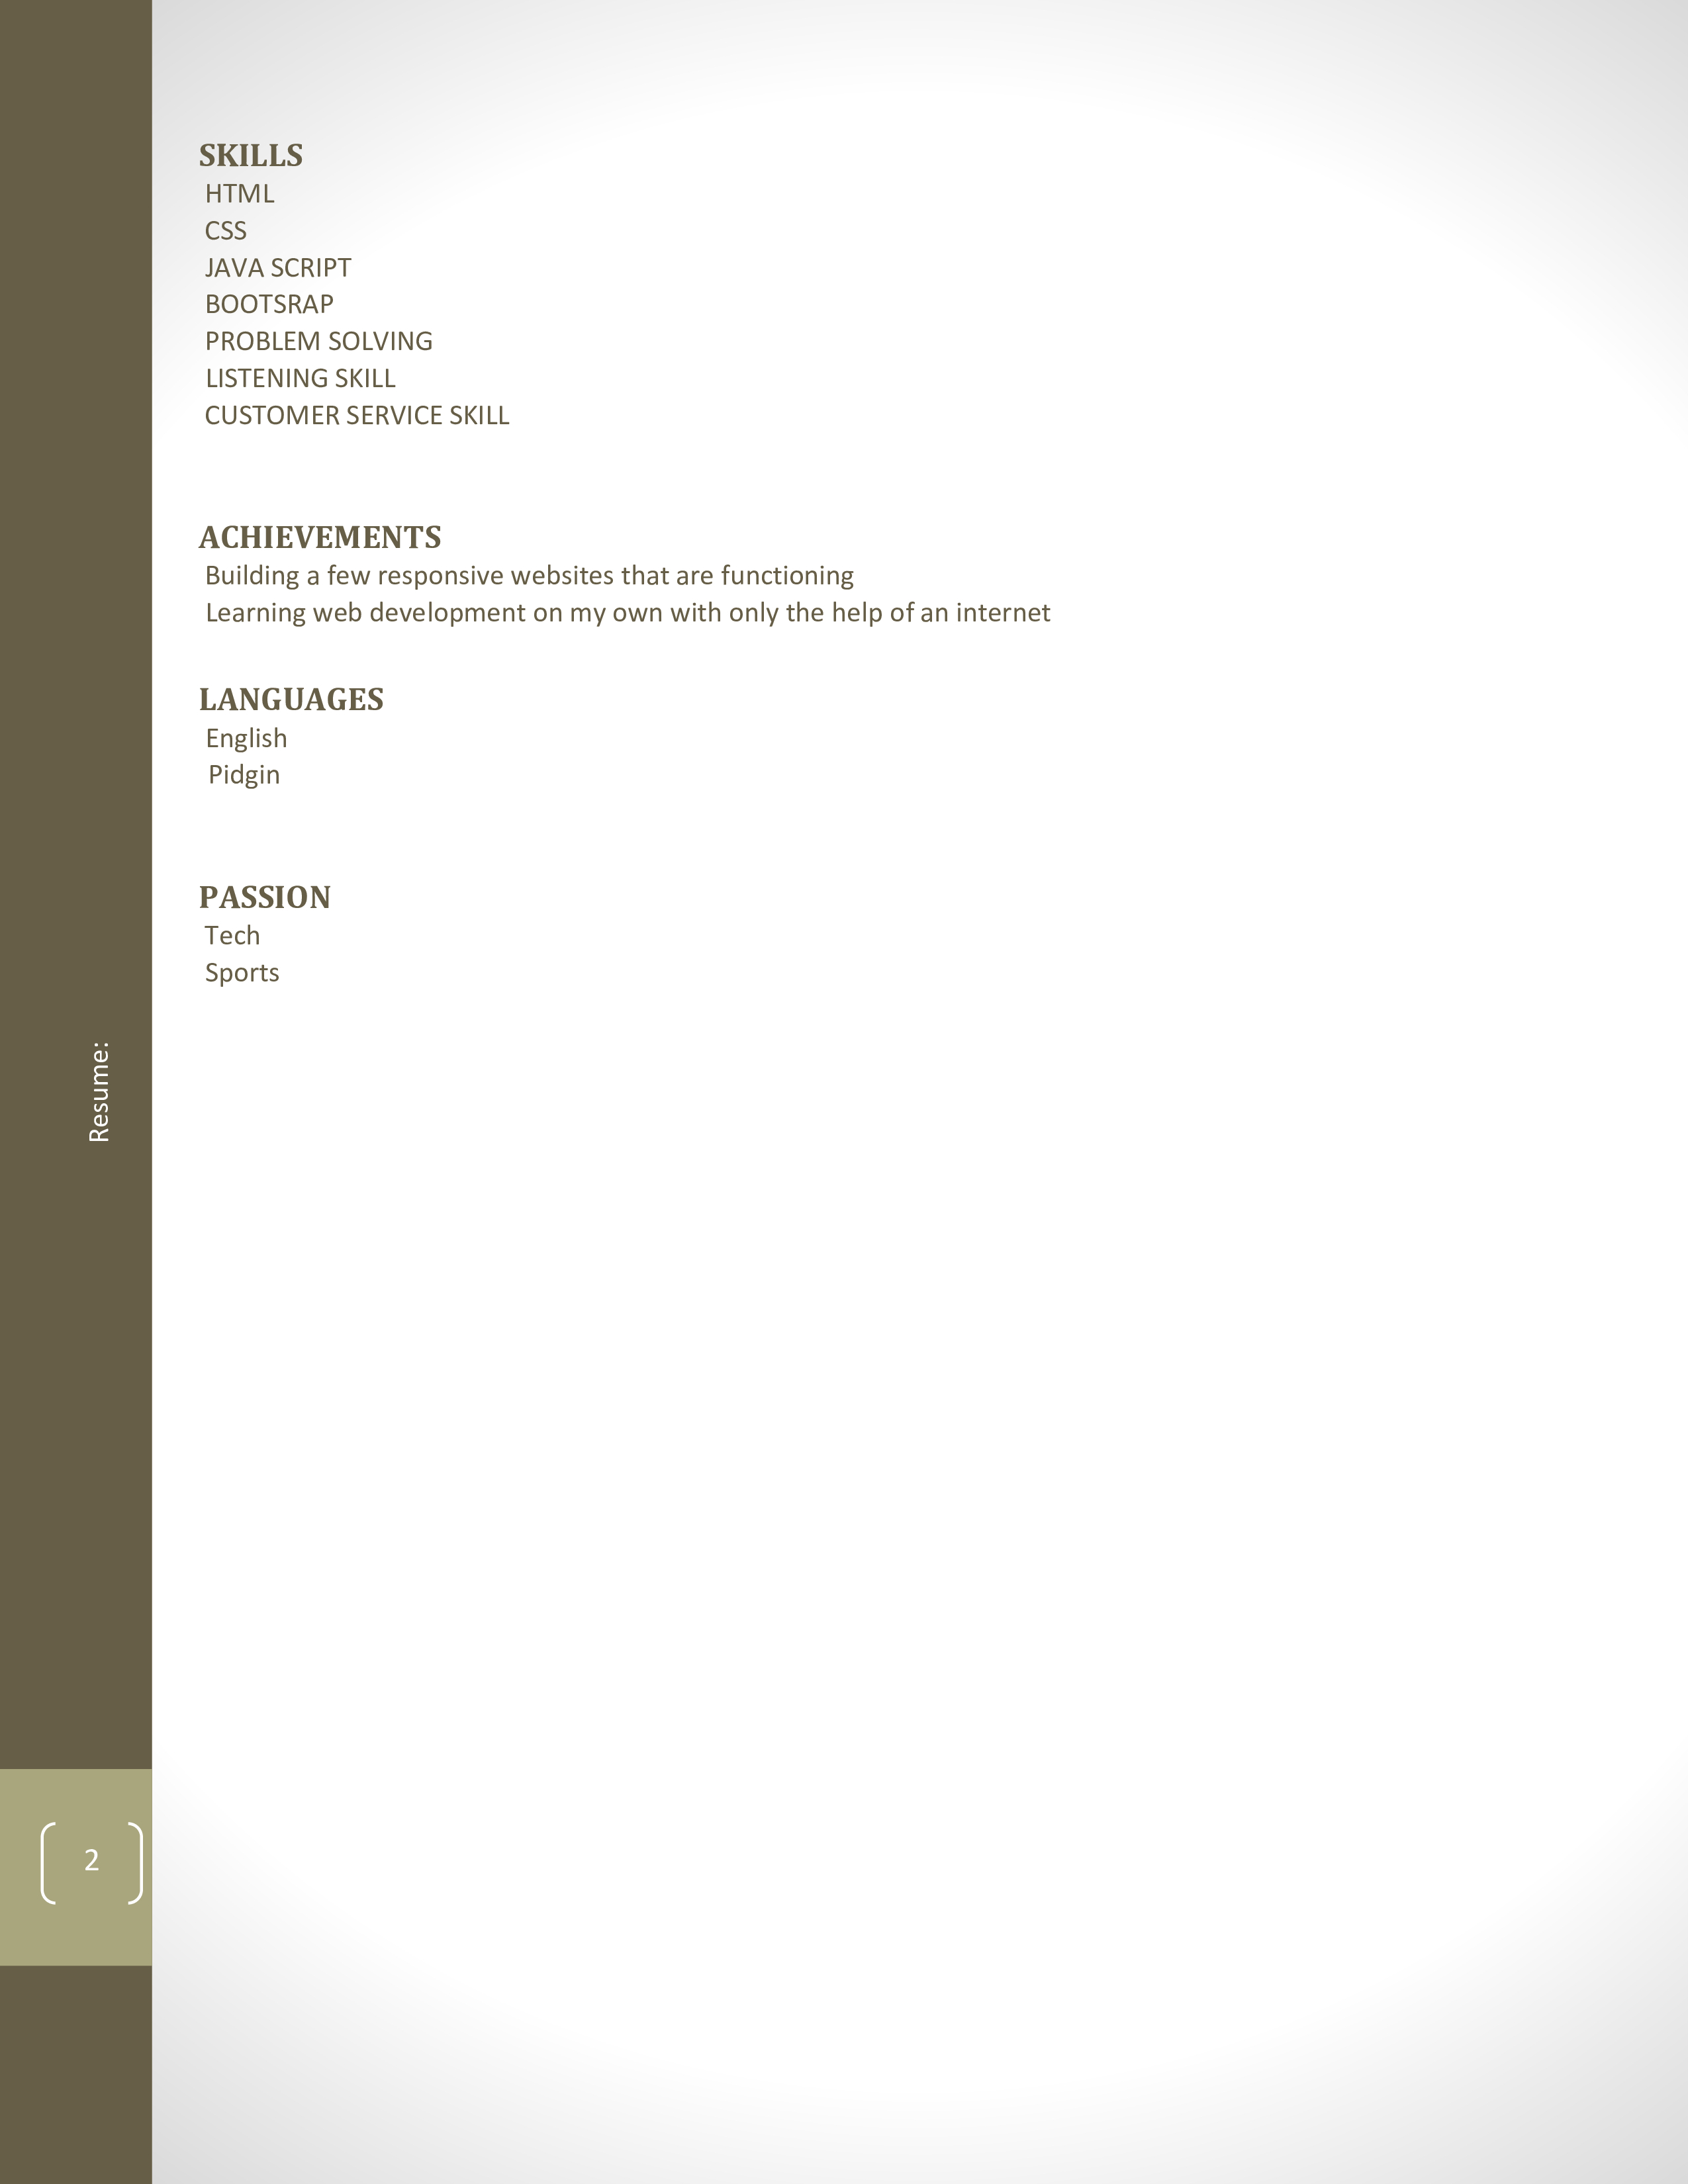 SKILLS
HTML
CSS
JAVA SCRIPT
BOOTSRAP
PROBLEM SOLVING
LISTENING SKILL
CUSTOMER SERVICE SKILL
ACHIEVEMENTS
Building a few responsive websites that are functioning
Learning web development on my own with only the help of an internet
LANGUAGES
English
Pidgin
PASSION
Tech
Sports
Resume:
2